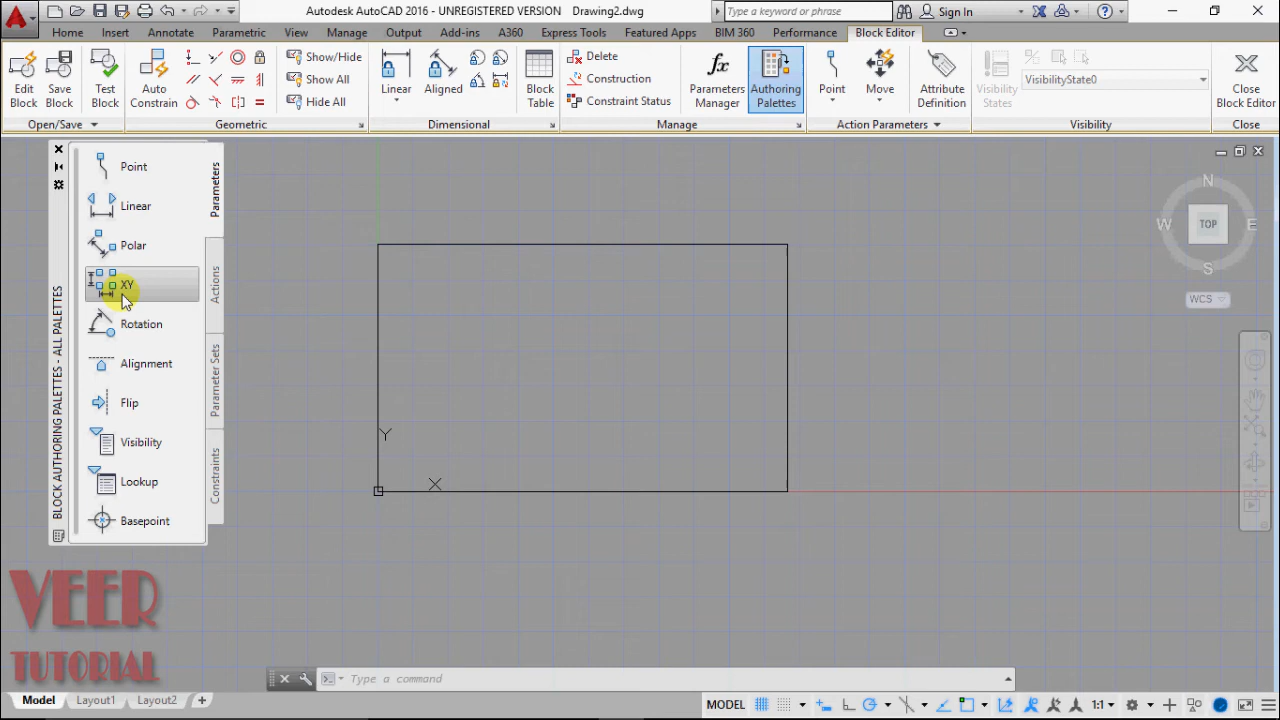 Autodesk AutoCAD 2016 - UNREGISTERED VERSION Drawing2.dwg
Type a keyword or phrase
Sign In
Home Insert Annotate Parametric View Manage Output Add-ins A360 Express Tools Featured Apps BIM 360 Performance Block Editor
Edit Block
Save Block
Test Block
Auto Constrain
Show/Hide
Show All
Hide All
Linear
Aligned
Block Table
Delete
Construction
Constraint Status
Parameters Manager
Authoring Palettes
Point
Move
Attribute Definition
Visibility States
VisibilityState0
Close Block Editor
Open/Save
Geometric
Dimensional
Manage
Action Parameters
Visibility
Close
Point
Linear
Polar
XY
Rotation
Alignment
Flip
Visibility
Lookup
Basepoint
Parameters
Actions
Parameter Sets
Constraints
BLOCK AUTHORING PALETTES - ALL PALETTES
Y
X
N
W TOP E
S
WCS
VEER
TUTORIAL
Type a command
Model Layout1 Layout2 +
MODEL
1:1